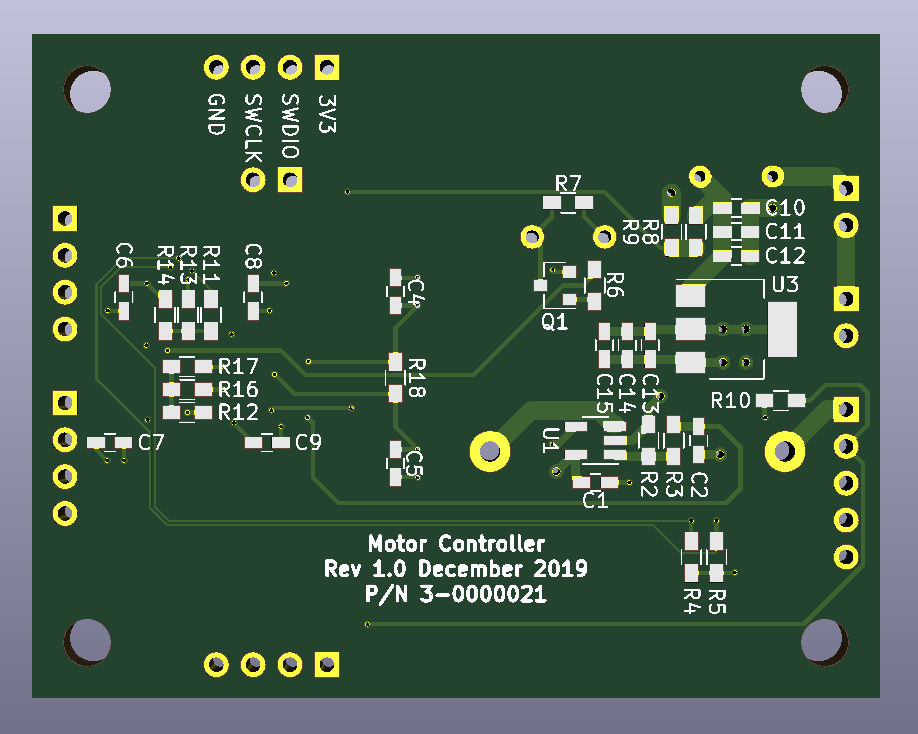 GND
SWCLK
SWDIO
3V3
R7
C10
R9
R8
C11
C6
R14
R13
R11
C8
C12
R6
U3
C4
Q1
R17
R18
R16
C15
C14
C13
R10
R12
C7
C9
U1
C5
R2
R3
C2
C1
Motor Controller
Rev 1.0 December 2019
P/N 3-0000021
R4
R5